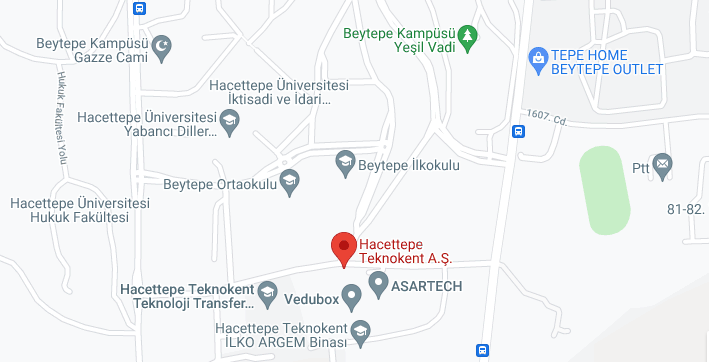 Beytepe Kampüsü
Gazze Cami
Beytepe Kampüsü
Yeşil Vadi
TEPE HOME
BEYTEPE OUTLET
Hukuk Fakültesi Yolu
Hacettepe Üniversitesi
İktisadi ve İdari...
Hacettepe Üniversitesi
Yabancı Diller...
1607. Cd.
Beytepe İlkokulu
Ptt
Beytepe Ortaokulu
Hacettepe Üniversitesi
Hukuk Fakültesi
81-82.
Hacettepe
Teknokent A.Ş.
Hacettepe Teknokent
Teknoloji Transfer...
Vedubox
ASARTECH
Hacettepe Teknokent
İLKO ARGEM Binası